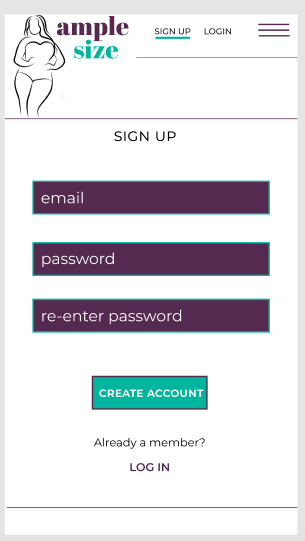 ample
size
SIGN UP
LOGIN
SIGN UP
email
password
re-enter password
CREATE ACCOUNT
Already a member?
LOG IN